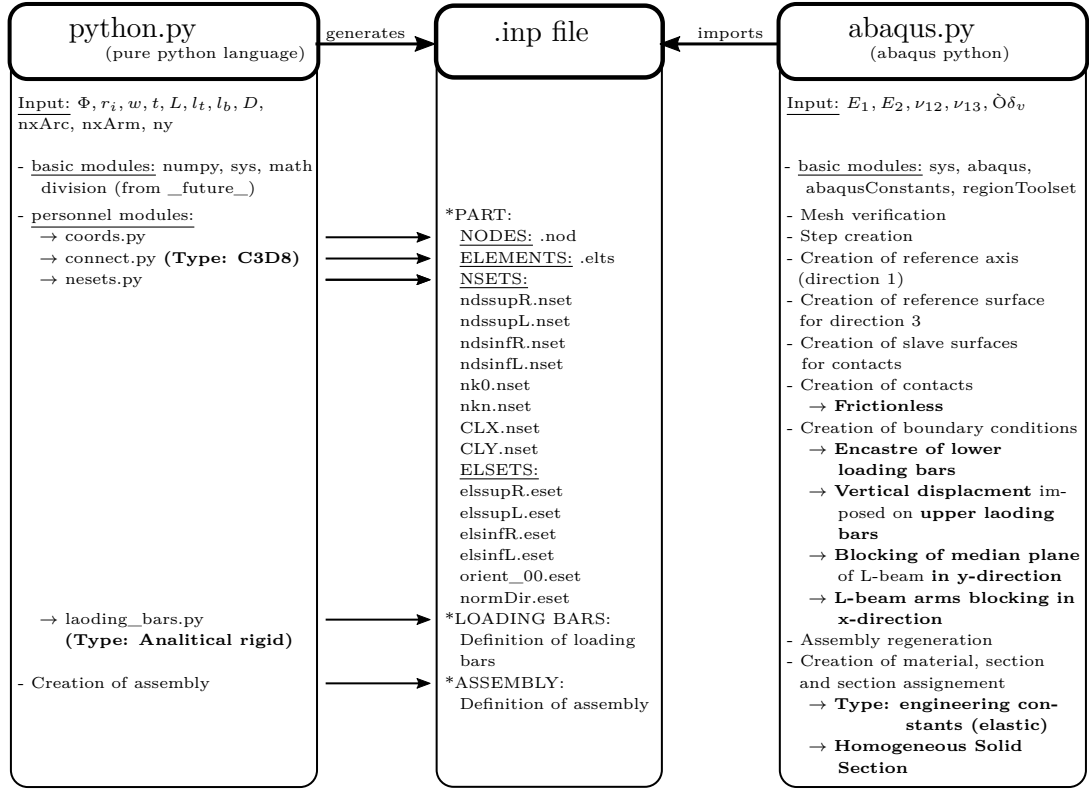 python.py
(pure python language)
generates
.inp file
imports
abaqus.py
(abaqus python)
Input: Φ, r_i, w, t, L, l_t, l_b, D,
nxArc, nxArm, ny
- basic modules: numpy, sys, math
division (from _future_)
- personnel modules:
→ coords.py
→ connect.py (Type: C3D8)
→ nesets.py
→ laoding_bars.py
(Type: Analitical rigid)
- Creation of assembly
*PART:
NODES: .nod
ELEMENTS: .elts
NSETS:
ndssupR.nset
ndssupL.nset
ndsinfR.nset
ndsinfL.nset
nk0.nset
nkn.nset
CLX.nset
CLY.nset
ELSETS:
elssupR.eset
elssupL.eset
elsinfR.eset
elsinfL.eset
orient_00.eset
normDir.eset
*LOADING BARS:
Definition of loading
bars
*ASSEMBLY:
Definition of assembly
Input: E_1, E_2, ν_12, ν_13, Òδ_v
- basic modules: sys, abaqus,
abaqusConstants, regionToolset
- Mesh verification
- Step creation
- Creation of reference axis
(direction 1)
- Creation of reference surface
for direction 3
- Creation of slave surfaces
for contacts
- Creation of contacts
→ Frictionless
- Creation of boundary conditions
→ Encastre of lower
loading bars
→ Vertical displacment im-
posed on upper laoding
bars
→ Blocking of median plane
of L-beam in y-direction
→ L-beam arms blocking in
x-direction
- Assembly regeneration
- Creation of material, section
and section assignement
→ Type: engineering con-
stants (elastic)
→ Homogeneous Solid
Section